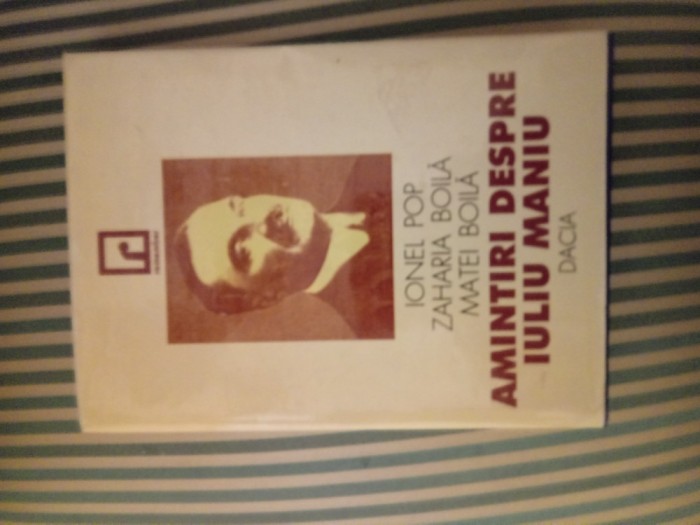 IONEL POP
ZAHARIA BOILĂ
MATEI BOILĂ
AMINTIRI DESPRE
IULIU MANIU
DACIA